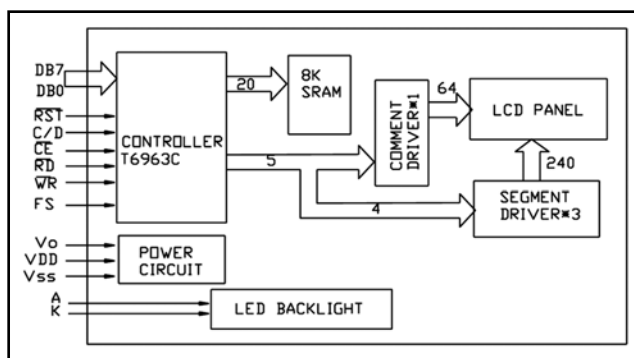 DB7
DB0
RST
C/D
CE
RD
WR
FS
Vo
VDD
Vss
A
K
CONTROLLER
T6963C
20
8K
SRAM
5
4
COMMENT
DRIVER*1
64
LCD PANEL
240
SEGMENT
DRIVER*3
POWER
CIRCUIT
LED BACKLIGHT